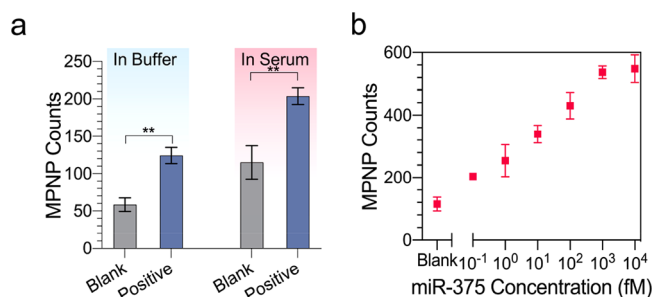 a
In Buffer
In Serum
**
**
MPNP Counts
250
200
150
100
50
0
Blank
Positive
Blank
Positive
b
MPNP Counts
600
400
200
0
Blank 10⁻¹ 10⁰ 10¹ 10² 10³ 10⁴
miR-375 Concentration (fM)